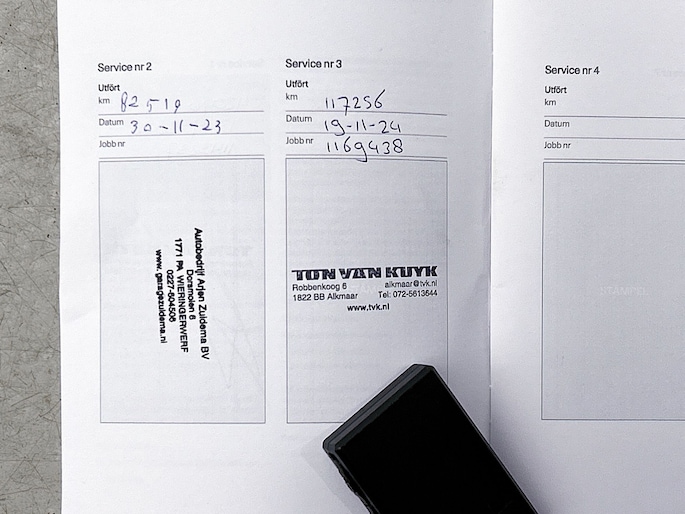 Service nr 2
Utfört
km 82519
Datum 30-11-23
Jobb nr
Autobedrijf Arjen Zuidema BV
Dorsmolen 6
1771 PA WIERINGERWERF
0227-604506
www.garagezuidema.nl
Service nr 3
Utfört
km 117256
Datum 19-11-24
Jobb nr 1169438
TON VAN KUYK
Robbenkoog 6 alkmaar@tvk.nl
1822 BB Alkmaar Tel: 072-5613644
www.tvk.nl
Service nr 4
Utfört
km
Datum
Jobb nr
STÄMPEL